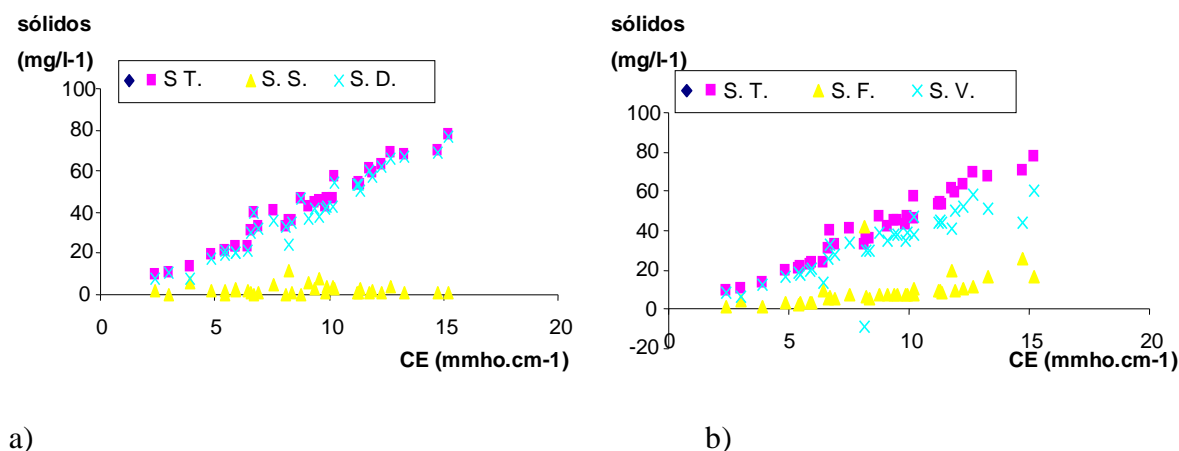 sólidos
(mg/l-1)
S T. S. S. S. D.
100
80
60
40
20
0
0 5 10 15 20
CE (mmho.cm-1)
a)
sólidos
(mg/l-1)
S. T. S. F. S. V.
100
80
60
40
20
0
-20
0 5 10 15 20
CE (mmho.cm-1)
b)